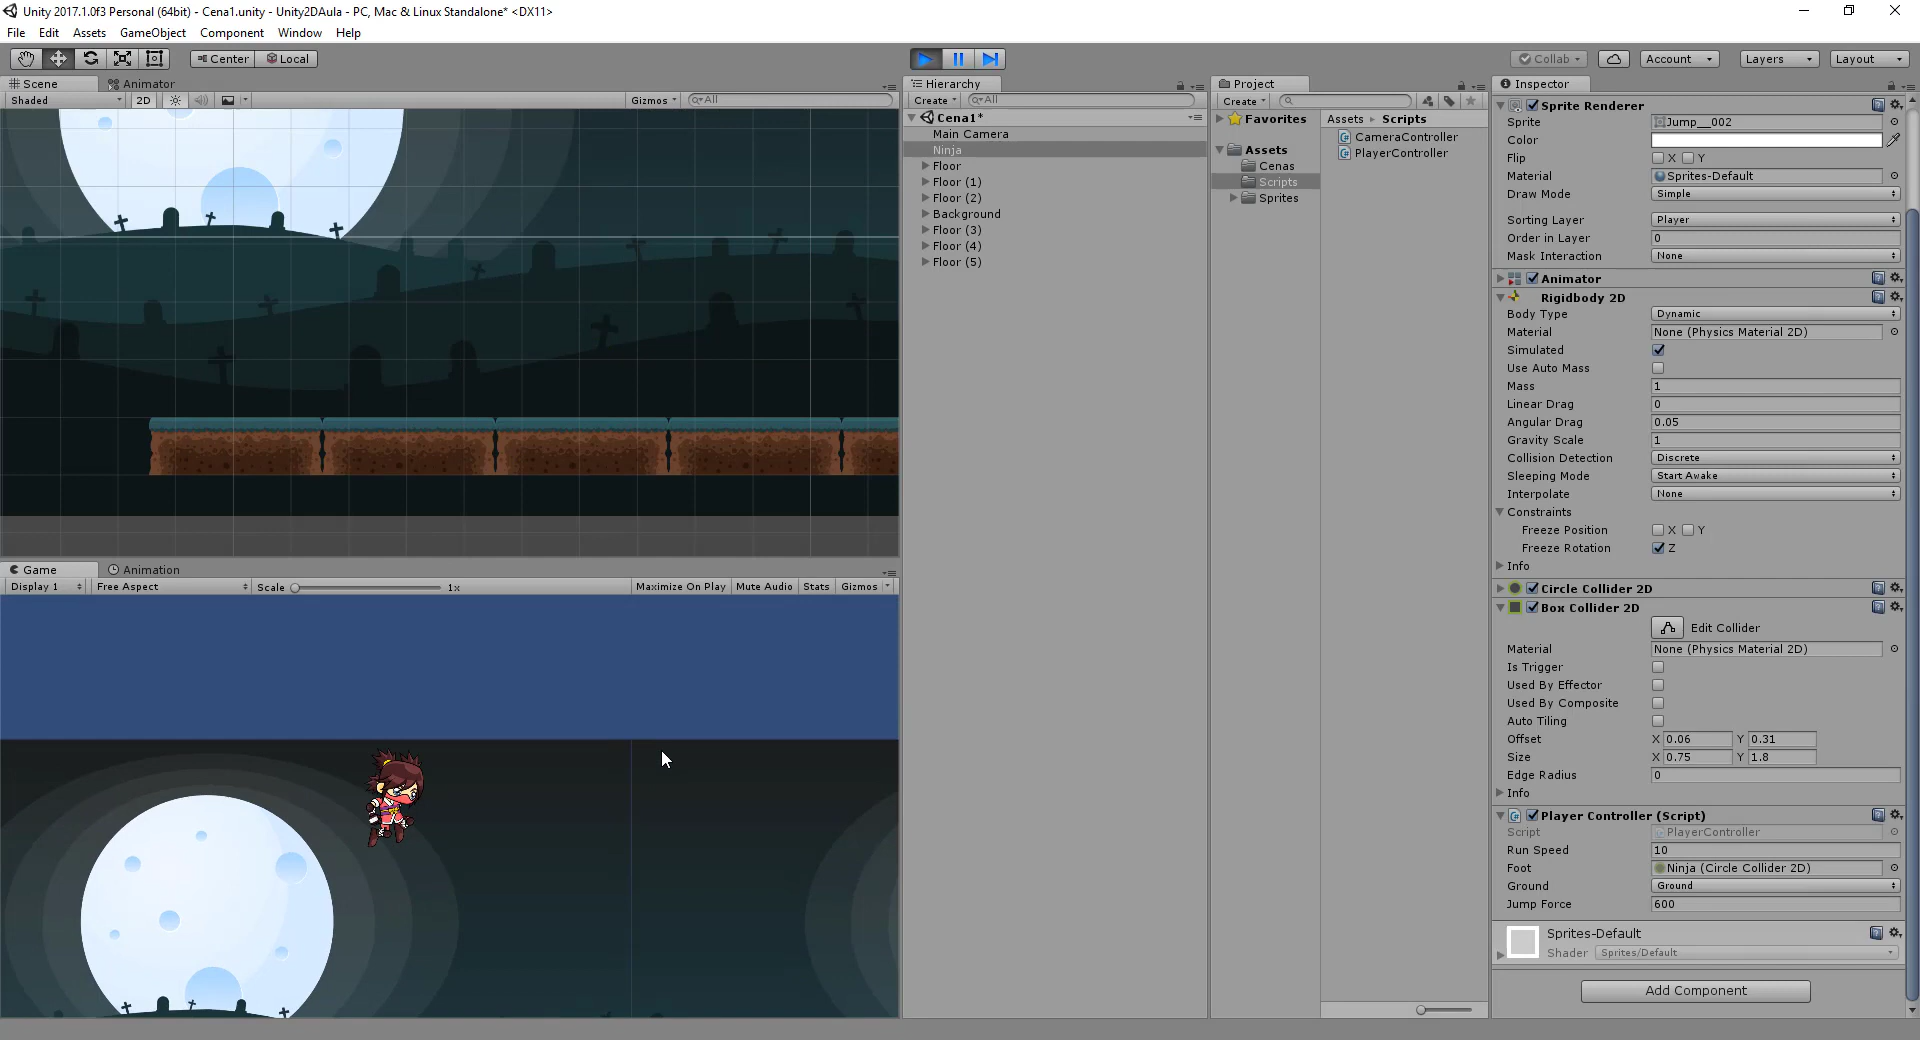 Unity 2017.1.0f3 Personal (64bit) - Cena1.unity - Unity2DAula - PC, Mac & Linux Standalone* <DX11>
File Edit Assets GameObject Component Window Help
Center Local Collab Account Layers Layout
Scene Animator
Shaded 2D Gizmos All
Hierarchy
Create All
Cena1*
Main Camera
Ninja
Floor
Floor (1)
Floor (2)
Background
Floor (3)
Floor (4)
Floor (5)
Project
Create
Favorites
Assets
Cenas
Scripts
Sprites
Assets Scripts
CameraController
PlayerController
Game Animation
Display 1 Free Aspect Scale 1x Maximize On Play Mute Audio Stats Gizmos
Inspector
Sprite Renderer
Sprite Jump__002
Color
Flip X Y
Material Sprites-Default
Draw Mode Simple
Sorting Layer Player
Order in Layer 0
Mask Interaction None
Animator
Rigidbody 2D
Body Type Dynamic
Material None (Physics Material 2D)
Simulated
Use Auto Mass
Mass 1
Linear Drag 0
Angular Drag 0.05
Gravity Scale 1
Collision Detection Discrete
Sleeping Mode Start Awake
Interpolate None
Constraints
Freeze Position X Y
Freeze Rotation Z
Info
Circle Collider 2D
Box Collider 2D
Edit Collider
Material None (Physics Material 2D)
Is Trigger
Used By Effector
Used By Composite
Auto Tiling
Offset X 0.06 Y 0.31
Size X 0.75 Y 1.8
Edge Radius 0
Info
Player Controller (Script)
Script PlayerController
Run Speed 10
Foot Ninja (Circle Collider 2D)
Ground Ground
Jump Force 600
Sprites-Default
Shader Sprites/Default
Add Component